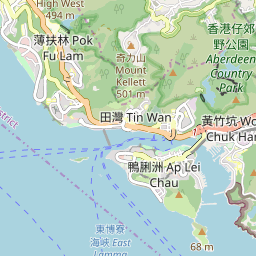 High West
494 m
香港仔郊
野公園
Aberdeen
Country
Park
薄扶林 Pok
Fu Lam
奇力山
Mount
Kellett
501 m
田灣 Tin Wan
黃竹坑 Wo
Chuk Han
鴨脷洲 Ap Lei
Chau
東博寮
海峽 East
Lamma
68 m